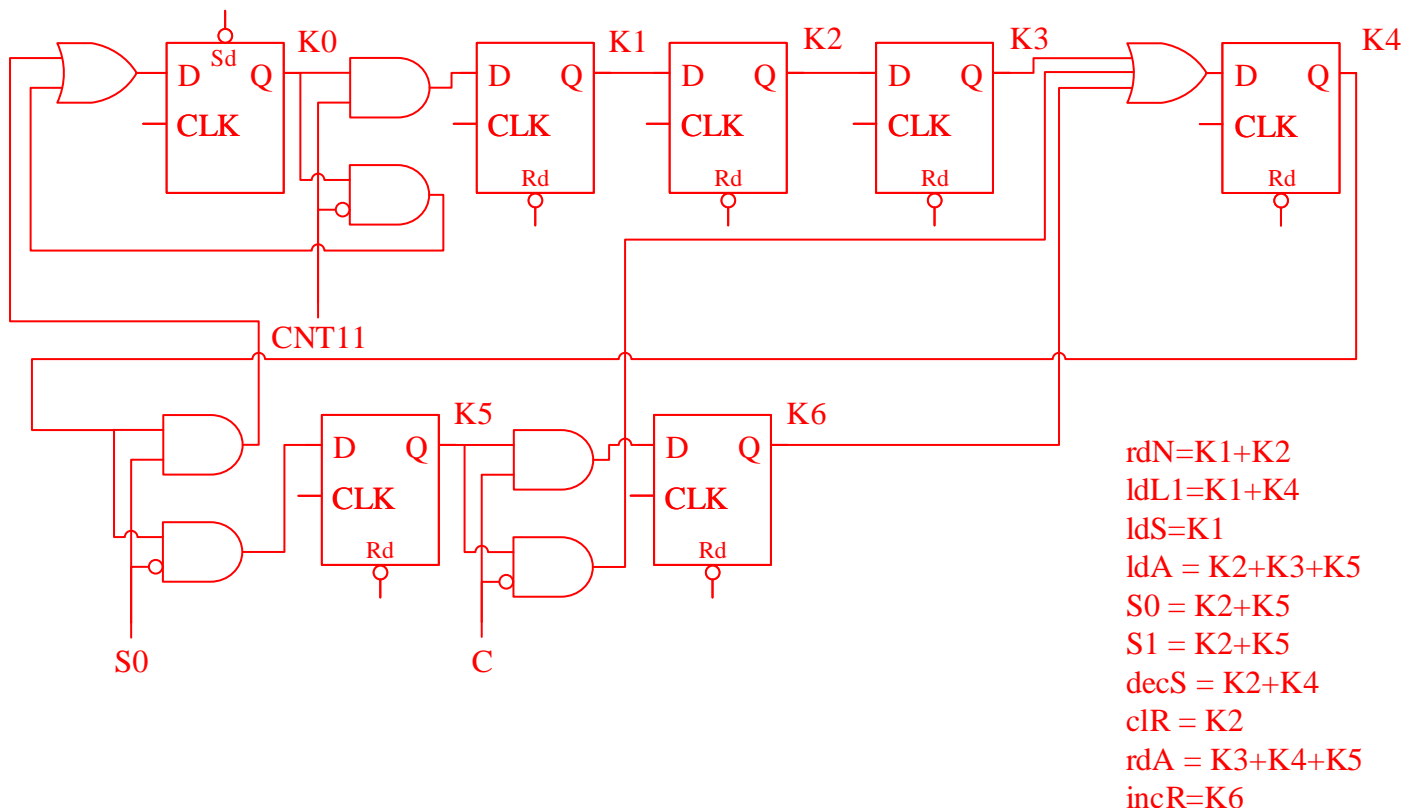 K0
K1
K2
K3
K4
Sd
D Q
CLK
D Q
CLK
Rd
D Q
CLK
Rd
D Q
CLK
Rd
D Q
CLK
Rd
CNT11
K5
K6
D Q
CLK
Rd
D Q
CLK
Rd
S0
C
rdN=K1+K2
ldL1=K1+K4
ldS=K1
ldA = K2+K3+K5
S0 = K2+K5
S1 = K2+K5
decS = K2+K4
clR = K2
rdA = K3+K4+K5
incR=K6